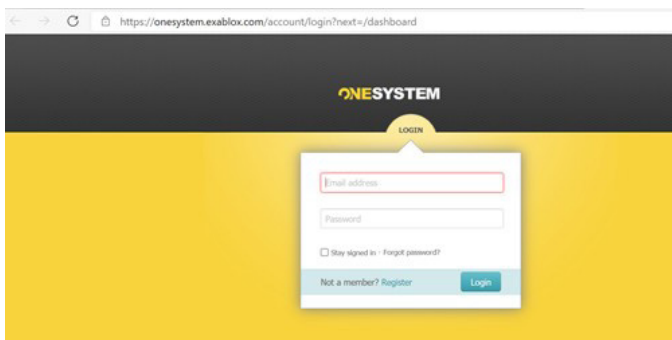 https://onesystem.exablox.com/account/login?next=/dashboard
ONESYSTEM
LOGIN
Email address
Password
Stay signed in · Forgot password?
Not a member? Register Login